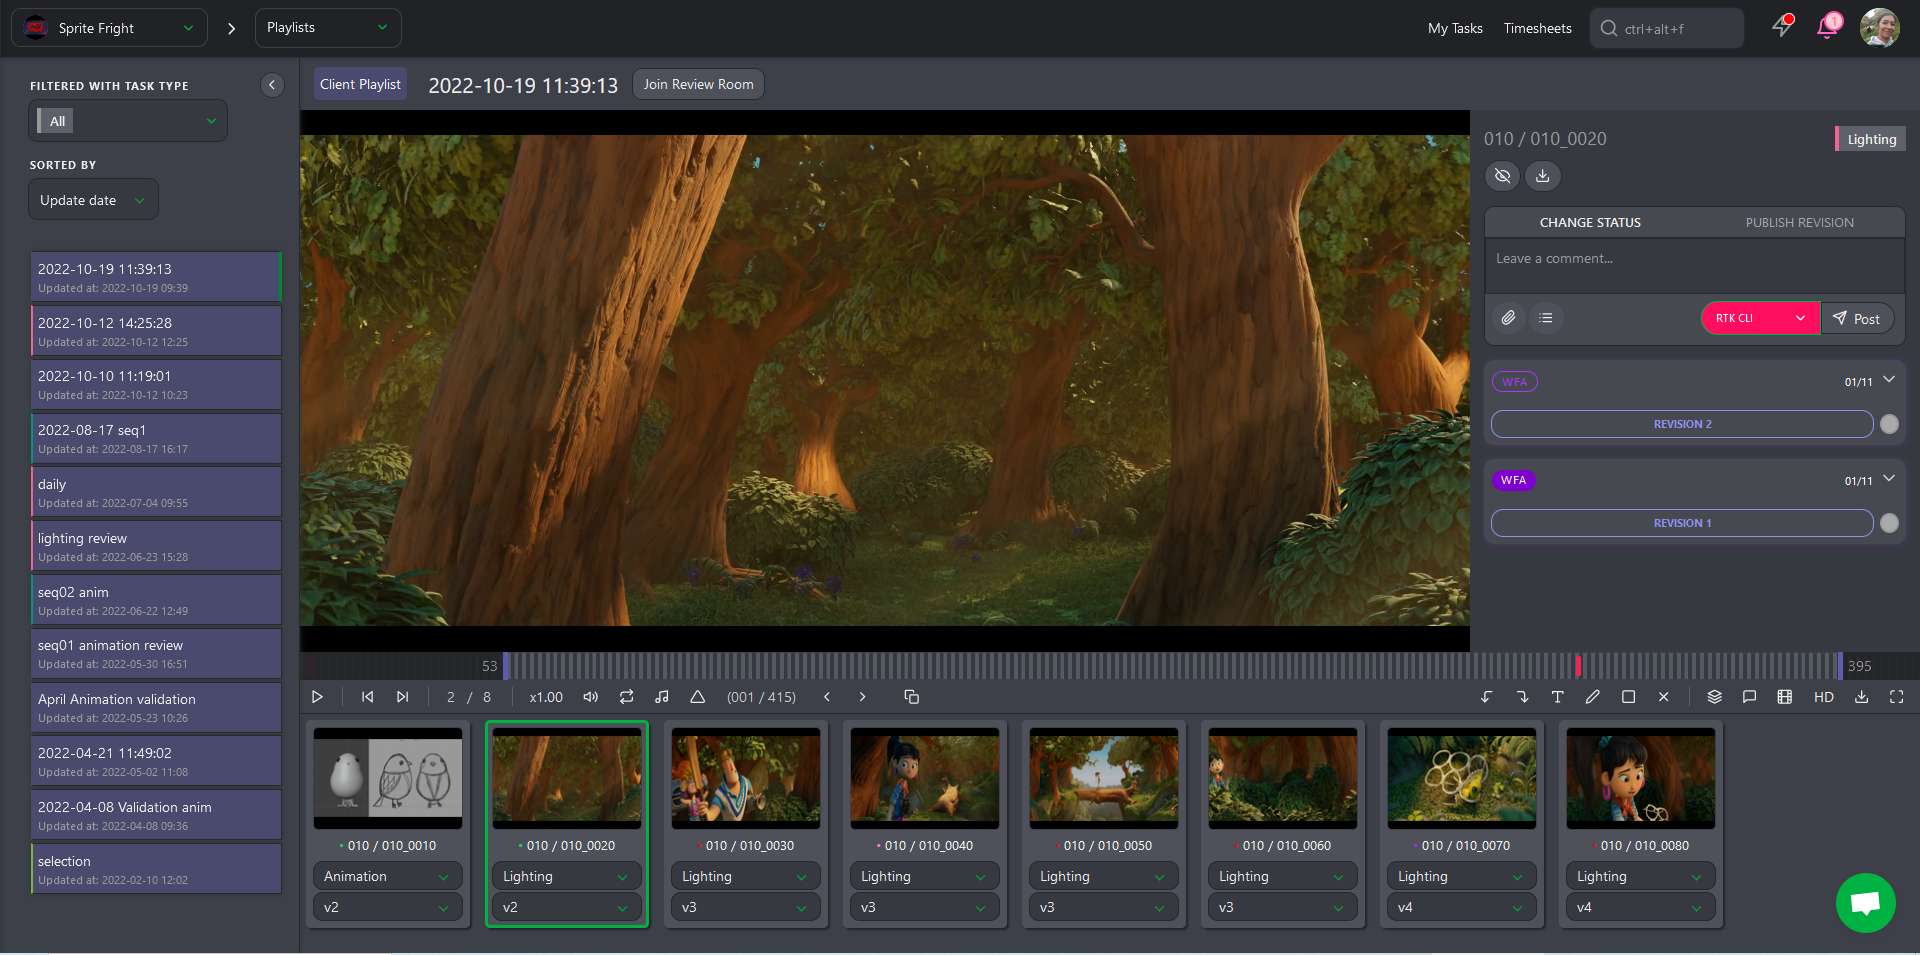 Sprite Fright
Playlists
My Tasks
Timesheets
ctrl+alt+f
1
FILTERED WITH TASK TYPE
All
SORTED BY
Update date
2022-10-19 11:39:13
Updated at: 2022-10-19 09:39
2022-10-12 14:25:28
Updated at: 2022-10-12 12:25
2022-10-10 11:19:01
Updated at: 2022-10-12 10:23
2022-08-17 seq1
Updated at: 2022-08-17 16:17
daily
Updated at: 2022-07-04 09:55
lighting review
Updated at: 2022-06-23 15:28
seq02 anim
Updated at: 2022-06-22 12:49
seq01 animation review
Updated at: 2022-05-30 16:51
April Animation validation
Updated at: 2022-05-23 10:26
2022-04-21 11:49:02
Updated at: 2022-05-02 11:08
2022-04-08 Validation anim
Updated at: 2022-04-08 09:36
selection
Updated at: 2022-02-10 12:02
Client Playlist
2022-10-19 11:39:13
Join Review Room
010 / 010_0020
Lighting
CHANGE STATUS
PUBLISH REVISION
Leave a comment...
RTK CLI
Post
WFA
01/11
REVISION 2
WFA
01/11
REVISION 1
53
395
2 / 8
x1.00
(001 / 415)
HD
010 / 010_0010
Animation
v2
010 / 010_0020
Lighting
v2
010 / 010_0030
Lighting
v3
010 / 010_0040
Lighting
v3
010 / 010_0050
Lighting
v3
010 / 010_0060
Lighting
v3
010 / 010_0070
Lighting
v4
010 / 010_0080
Lighting
v4